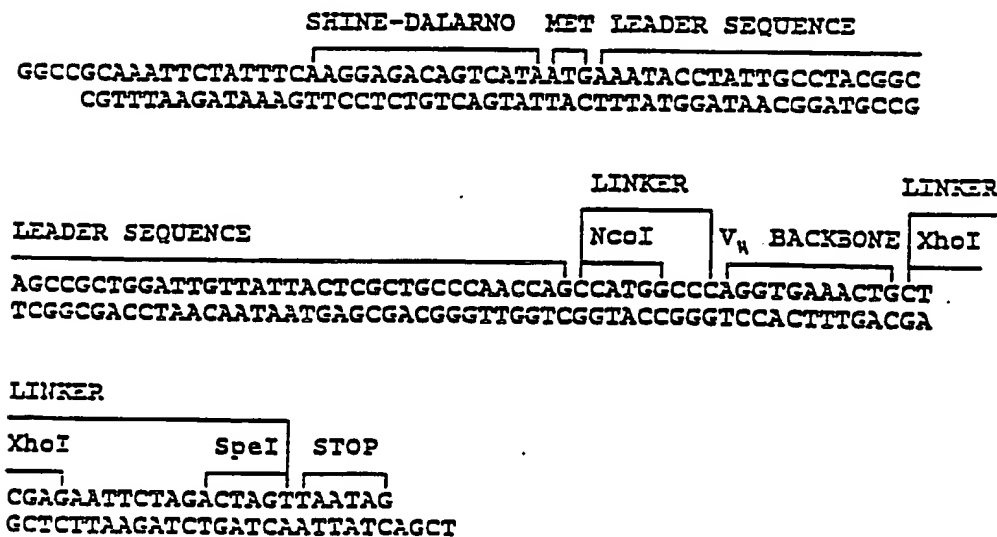 SHINE-DALARNO MET LEADER SEQUENCE
GGCCGCAAATTCTATTTCAAGGAGACAGTCATAATGAAATACCTATTGCCTACGGC
CGTTTAAGATAAAGTTCCTCTGTCAGTATTACTTTATGGATAACGGATGCCG
LINKER LINKER
LEADER SEQUENCE NcoI VH BACKBONE XhoI
AGCCGCTGGATTGTTATTACTCGCTGCCCAACCAGCCATGGCCCAGGTGAAACTGCT
TCGGCGACCTAACAATAATGAGCGACGGGTTGGTCGGTACCGGGTCCACTTTGACGA
LINKER
XhoI SpeI STOP
CGAGAATTCTAGACTAGTTAATAG
GCTCTTAAGATCTGATCAATTATCAGCT